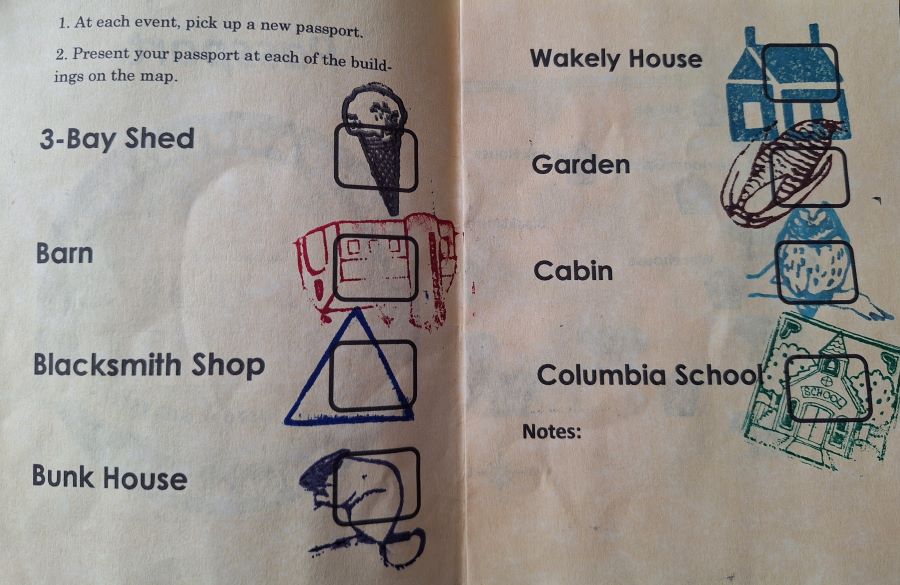 1. At each event, pick up a new passport.
2. Present your passport at each of the build-
ings on the map.
3-Bay Shed
Barn
Blacksmith Shop
Bunk House
Wakely House
Garden
Cabin
Columbia School
SCHOOL
Notes: